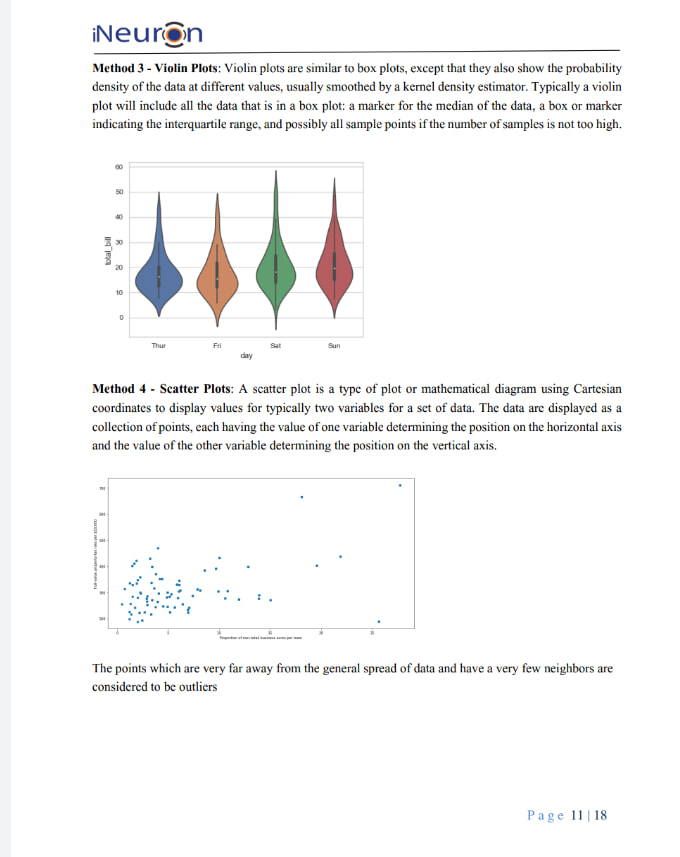 iNeuron
Method 3 - Violin Plots: Violin plots are similar to box plots, except that they also show the probability
density of the data at different values, usually smoothed by a kernel density estimator. Typically a violin
plot will include all the data that is in a box plot: a marker for the median of the data, a box or marker
indicating the interquartile range, and possibly all sample points if the number of samples is not too high.
60
50
40
30
20
10
0
total_bill
Thur Fri Sat Sun
day
Method 4 - Scatter Plots: A scatter plot is a type of plot or mathematical diagram using Cartesian
coordinates to display values for typically two variables for a set of data. The data are displayed as a
collection of points, each having the value of one variable determining the position on the horizontal axis
and the value of the other variable determining the position on the vertical axis.
Proportion of non-retail business acres per town
The points which are very far away from the general spread of data and have a very few neighbors are
considered to be outliers
Page 11 | 18